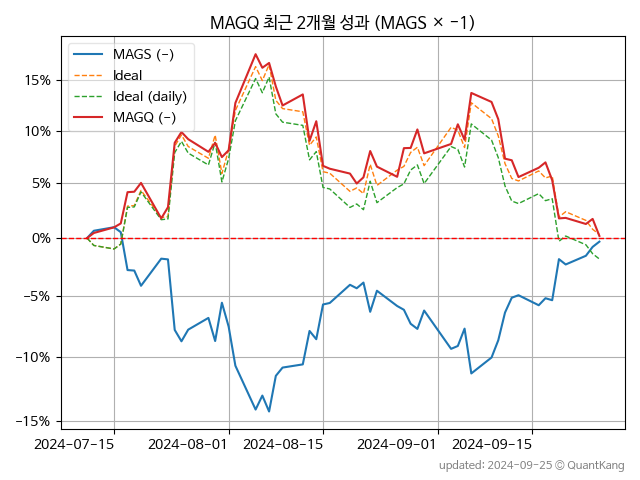 MAGQ 최근 2개월 성과 (MAGS × −1)
MAGS (−)
Ideal
Ideal (daily)
MAGQ (−)
15%
10%
5%
0%
−5%
−10%
−15%
2024-07-15
2024-08-01
2024-08-15
2024-09-01
2024-09-15
updated: 2024-09-25 © QuantKang